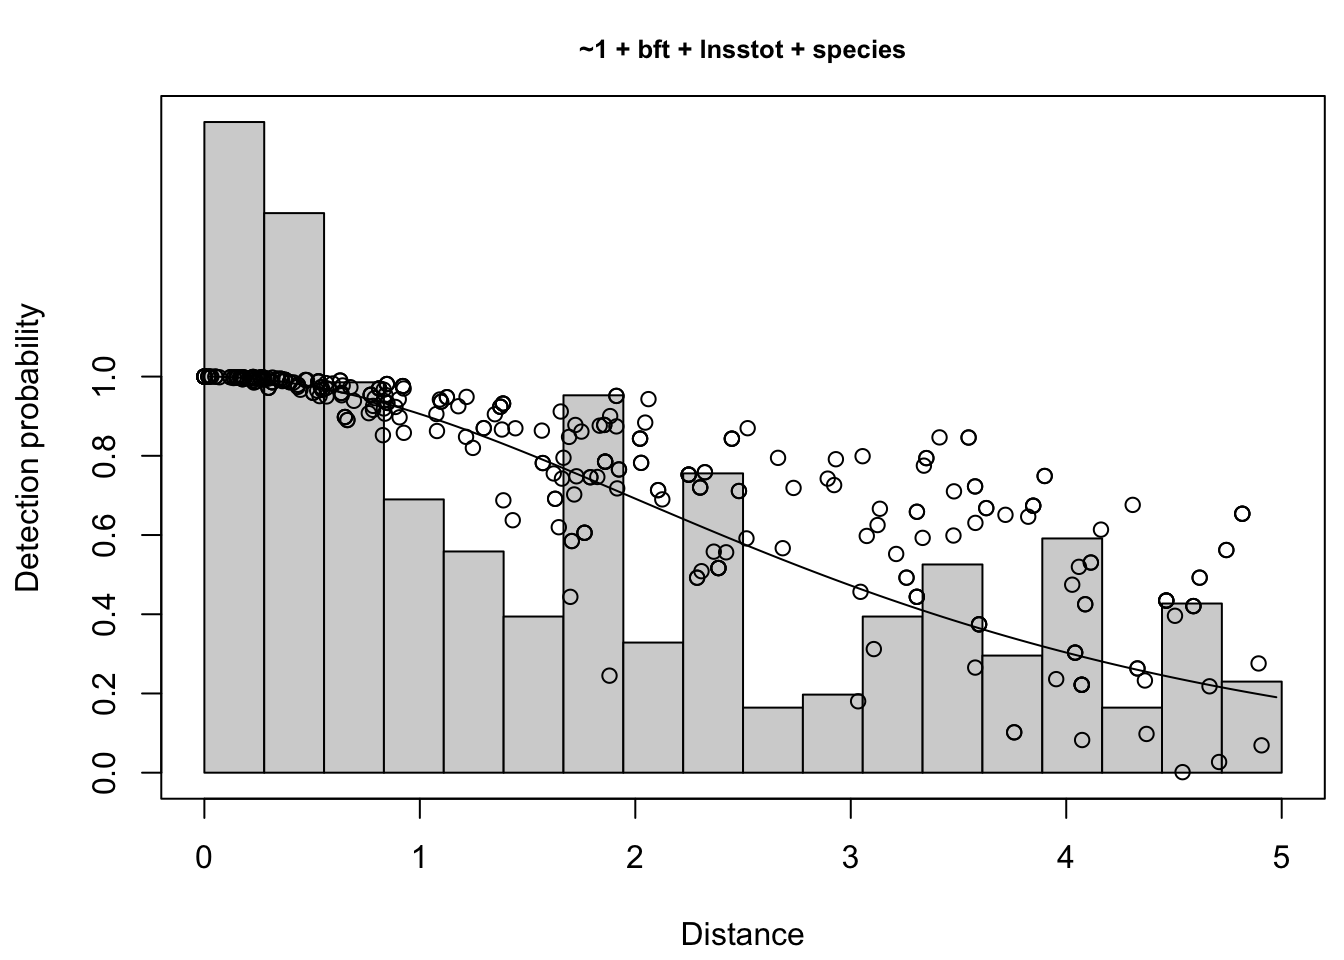 ~1 + bft + lnsstot + species
Detection probability
0.0 0.2 0.4 0.6 0.8 1.0
0 1 2 3 4 5
Distance